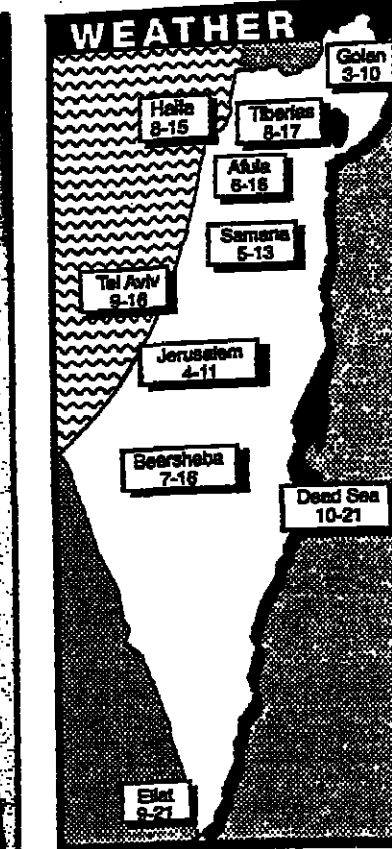 WEATHER
Golan
3-10
Haifa
8-15
Tiberias
8-17
Afula
6-16
Samaria
5-13
Tel Aviv
9-16
Jerusalem
4-11
Beersheba
7-16
Dead Sea
10-21
Eilat
9-21